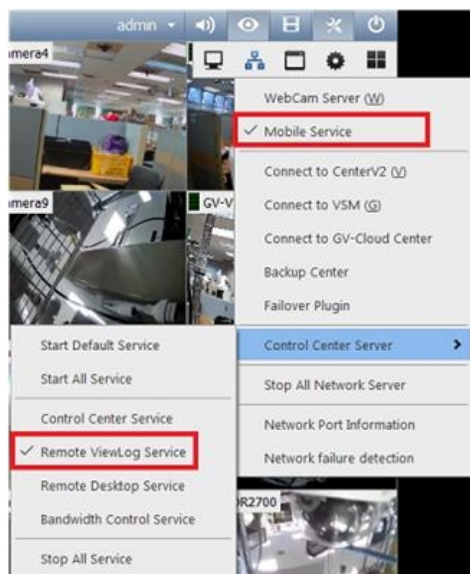 admin
amera4
WebCam Server (W)
Mobile Service
Connect to CenterV2 (V)
amera9
GV-V
Connect to VSM (G)
Connect to GV-Cloud Center
Backup Center
Failover Plugin
Start Default Service
Control Center Server
Start All Service
Stop All Network Server
Control Center Service
Network Port Information
Remote ViewLog Service
Network failure detection
Remote Desktop Service
DR2700
Bandwidth Control Service
Stop All Service